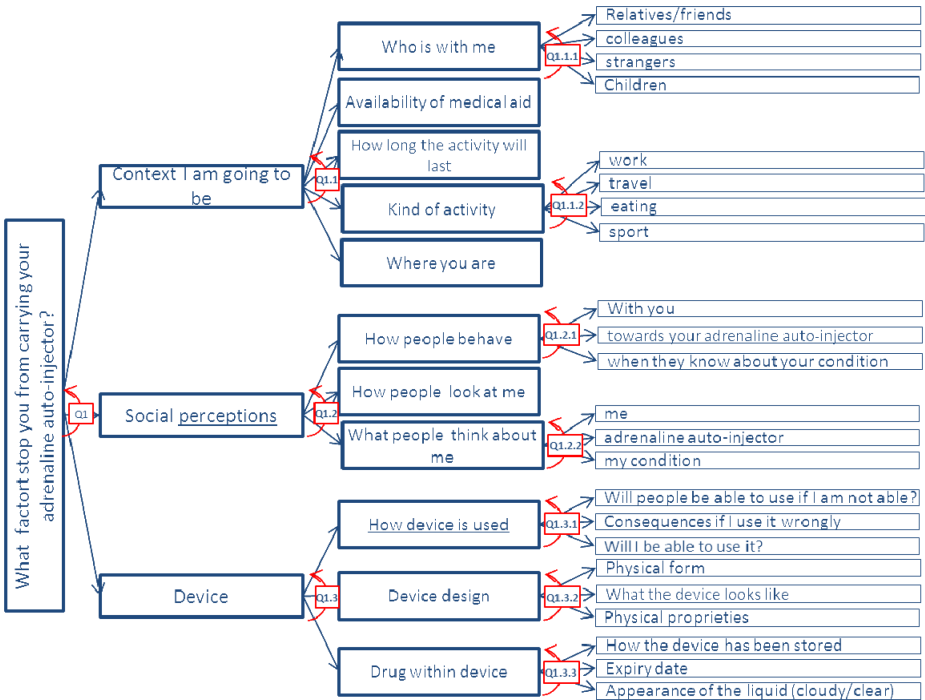 What factort stop you from carrying your
adrenaline auto-injector?
Q1
Context I am going to
be
Q1.1
Who is with me
Q1.1.1
Relatives/friends
colleagues
strangers
Children
Availability of medical aid
How long the activity will
last
Kind of activity
Q1.1.2
work
travel
eating
sport
Where you are
Social perceptions
Q1.2
How people behave
Q1.2.1
With you
towards your adrenaline auto-injector
when they know about your condition
How people look at me
What people think about
me
Q1.2.2
me
adrenaline auto-injector
my condition
Device
Q1.3
How device is used
Q1.3.1
Will people be able to use if I am not able?
Consequences if I use it wrongly
Will I be able to use it?
Device design
Q1.3.2
Physical form
What the device looks like
Physical proprieties
Drug within device
Q1.3.3
How the device has been stored
Expiry date
Appearance of the liquid (cloudy/clear)